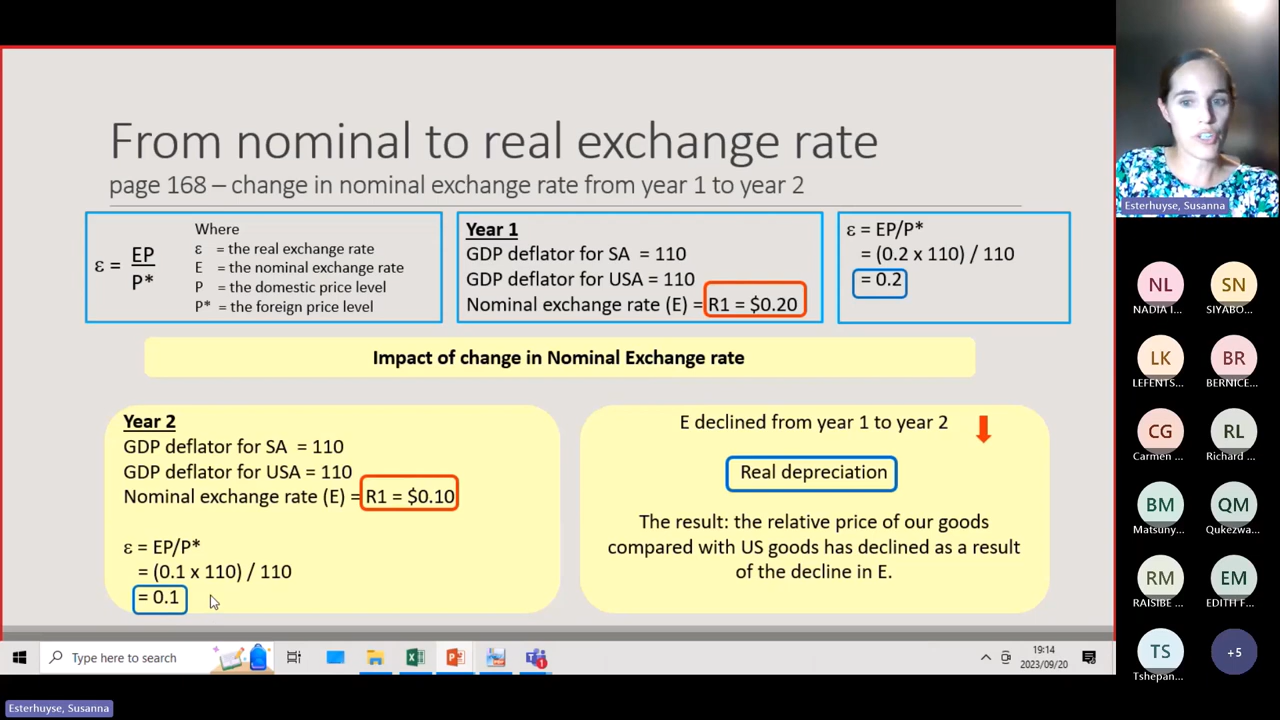 From nominal to real exchange rate
page 168 – change in nominal exchange rate from year 1 to year 2
ε = EP
P*
Where
ε = the real exchange rate
E = the nominal exchange rate
P = the domestic price level
P* = the foreign price level
Year 1
GDP deflator for SA = 110
GDP deflator for USA = 110
Nominal exchange rate (E) = R1 = $0.20
ε = EP/P*
= (0.2 x 110) / 110
= 0.2
Impact of change in Nominal Exchange rate
Year 2
GDP deflator for SA = 110
GDP deflator for USA = 110
Nominal exchange rate (E) = R1 = $0.10
ε = EP/P*
= (0.1 x 110) / 110
= 0.1
E declined from year 1 to year 2
Real depreciation
The result: the relative price of our goods
compared with US goods has declined as a result
of the decline in E.
Esterhuyse, Susanna
NL
NADIA I...
SN
SIYABO...
LK
LEFENTS...
BR
BERNICE...
CG
Carmen ...
RL
Richard ...
BM
Matsuny...
QM
Qukezwa...
RM
RAISIBE ...
EM
EDITH F...
TS
Tshepan...
+5
Type here to search
1
19:14
2023/09/20
Esterhuyse, Susanna